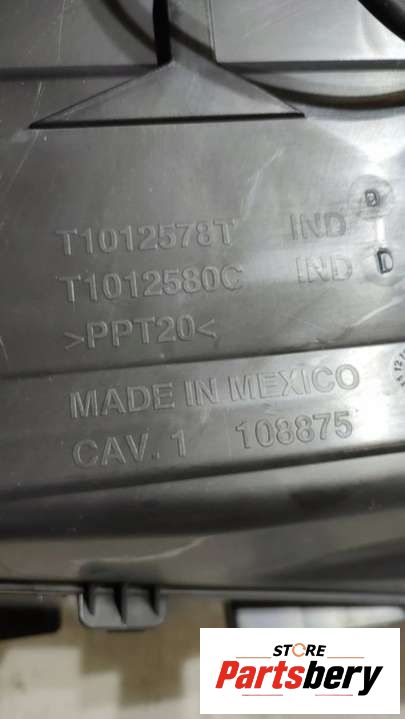 T1012578T IND D
T1012580C IND D
>PPT20<
MADE IN MEXICO
CAV. 1 108875
STORE
Partsbery